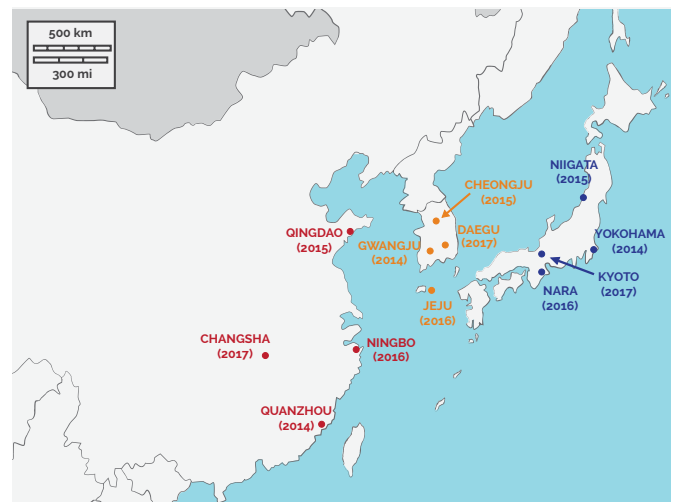 500 km
300 mi
NIIGATA
(2015)
CHEONGJU
(2015)
QINGDAO
(2015)
GWANGJU
(2014)
DAEGU
(2017)
YOKOHAMA
(2014)
KYOTO
(2017)
NARA
(2016)
JEJU
(2016)
CHANGSHA
(2017)
NINGBO
(2016)
QUANZHOU
(2014)